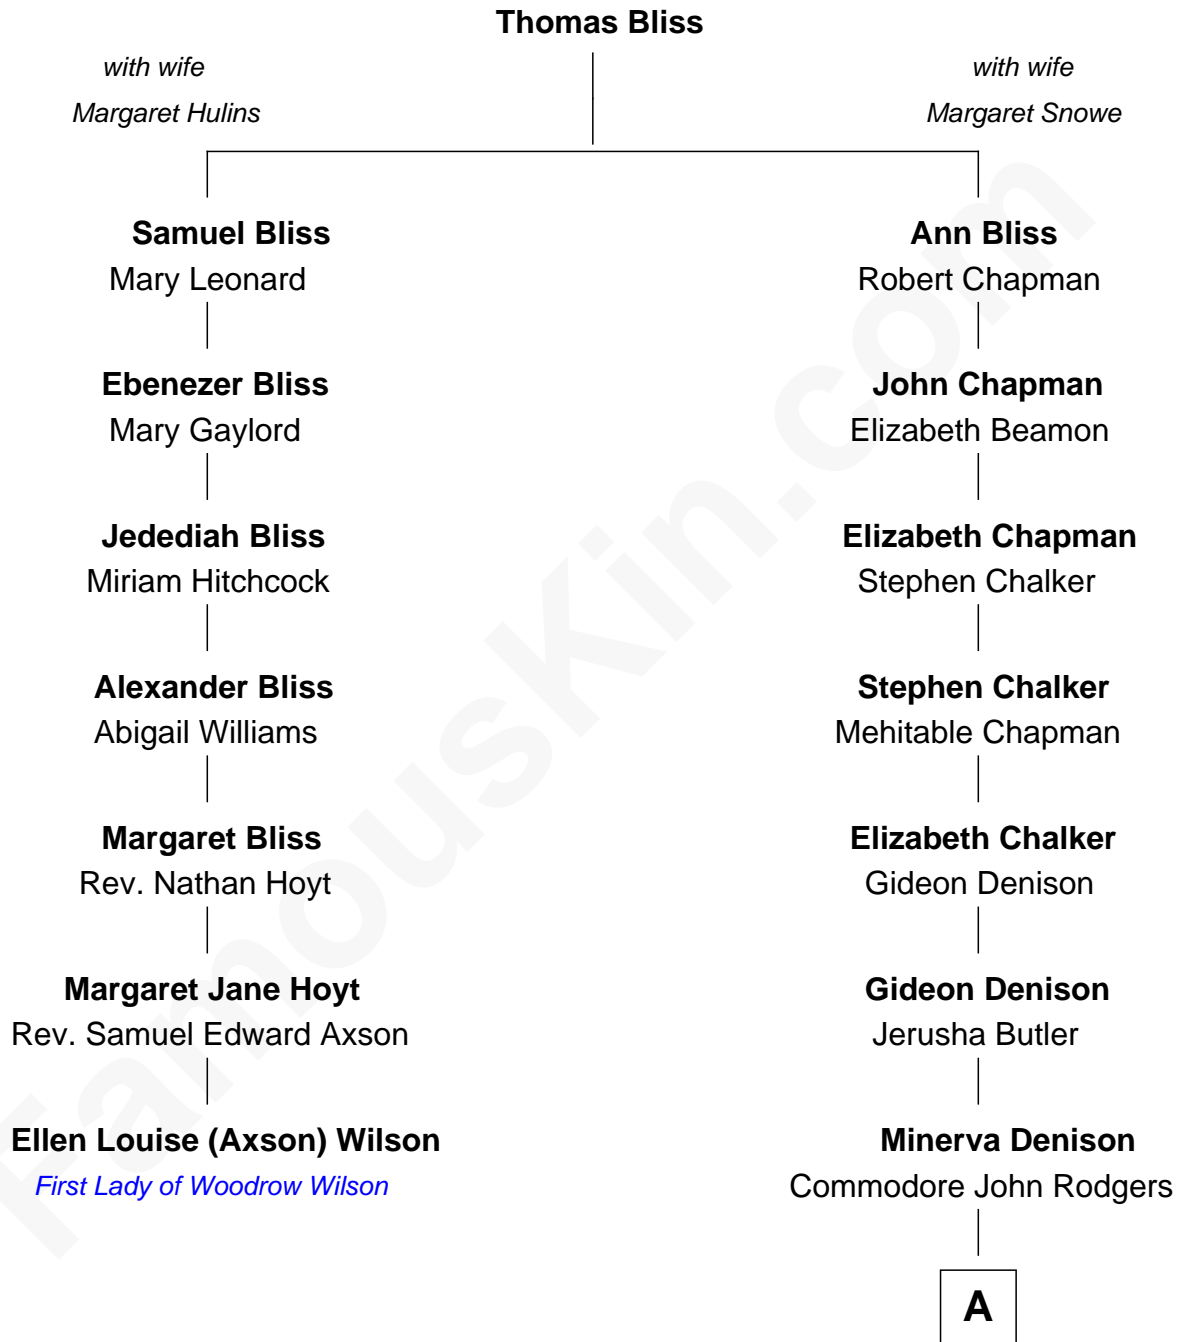 Thomas Bliss
with wife
Margaret Hulins
with wife
Margaret Snowe
Samuel Bliss
Mary Leonard
Ann Bliss
Robert Chapman
Ebenezer Bliss
Mary Gaylord
John Chapman
Elizabeth Beamon
Jedediah Bliss
Miriam Hitchcock
Elizabeth Chapman
Stephen Chalker
Alexander Bliss
Abigail Williams
Stephen Chalker
Mehitable Chapman
Margaret Bliss
Rev. Nathan Hoyt
Elizabeth Chalker
Gideon Denison
Margaret Jane Hoyt
Rev. Samuel Edward Axson
Gideon Denison
Jerusha Butler
Ellen Louise (Axson) Wilson
First Lady of Woodrow Wilson
Minerva Denison
Commodore John Rodgers
A
FamousKin.com